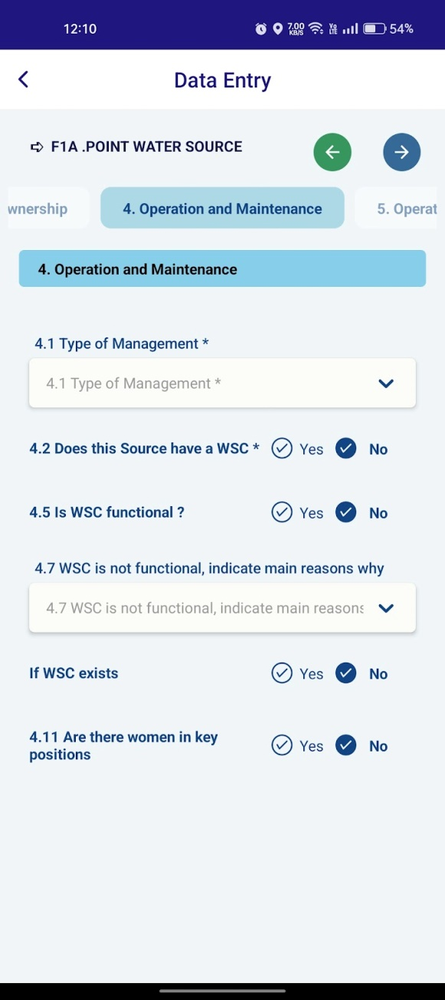 12:10
7.00 KB/S Vo LTE 54%
Data Entry
F1A .POINT WATER SOURCE
wnership
4. Operation and Maintenance
5. Operat
4. Operation and Maintenance
4.1 Type of Management *
4.1 Type of Management *
4.2 Does this Source have a WSC * Yes No
4.5 Is WSC functional ? Yes No
4.7 WSC is not functional, indicate main reasons why
4.7 WSC is not functional, indicate main reasons
If WSC exists Yes No
4.11 Are there women in key
positions Yes No